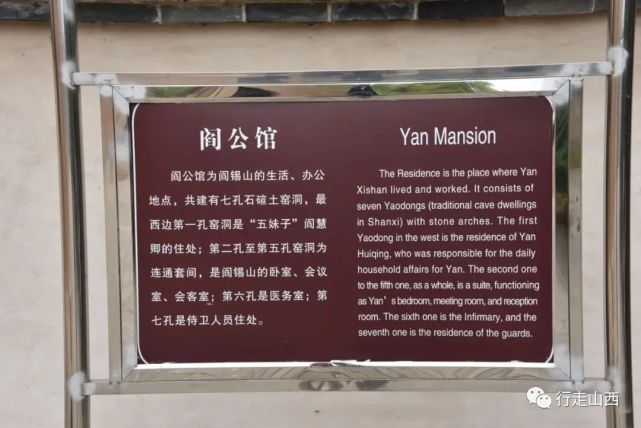 阎公馆
阎公馆为阎锡山的生活、办公
地点，共建有七孔石碹土窑洞，最
西边第一孔窑洞是“五妹子”阎慧
卿的住处；第二孔至第五孔窑洞为
连通套间，是阎锡山的卧室、会议
室、会客室；第六孔是医务室；第
七孔是侍卫人员住处。
Yan Mansion
The Residence is the place where Yan
Xishan lived and worked. It consists of
seven Yaodongs (traditional cave dwellings
in Shanxi) with stone arches. The first
Yaodong in the west is the residence of Yan
Huiqing, who was responsible for the daily
household affairs for Yan. The second one
to the fifth one, as a whole, is a suite, functioning
as Yan's bedroom, meeting room, and reception
room. The sixth one is the Infirmary, and the
seventh one is the residence of the guards.
行走山西